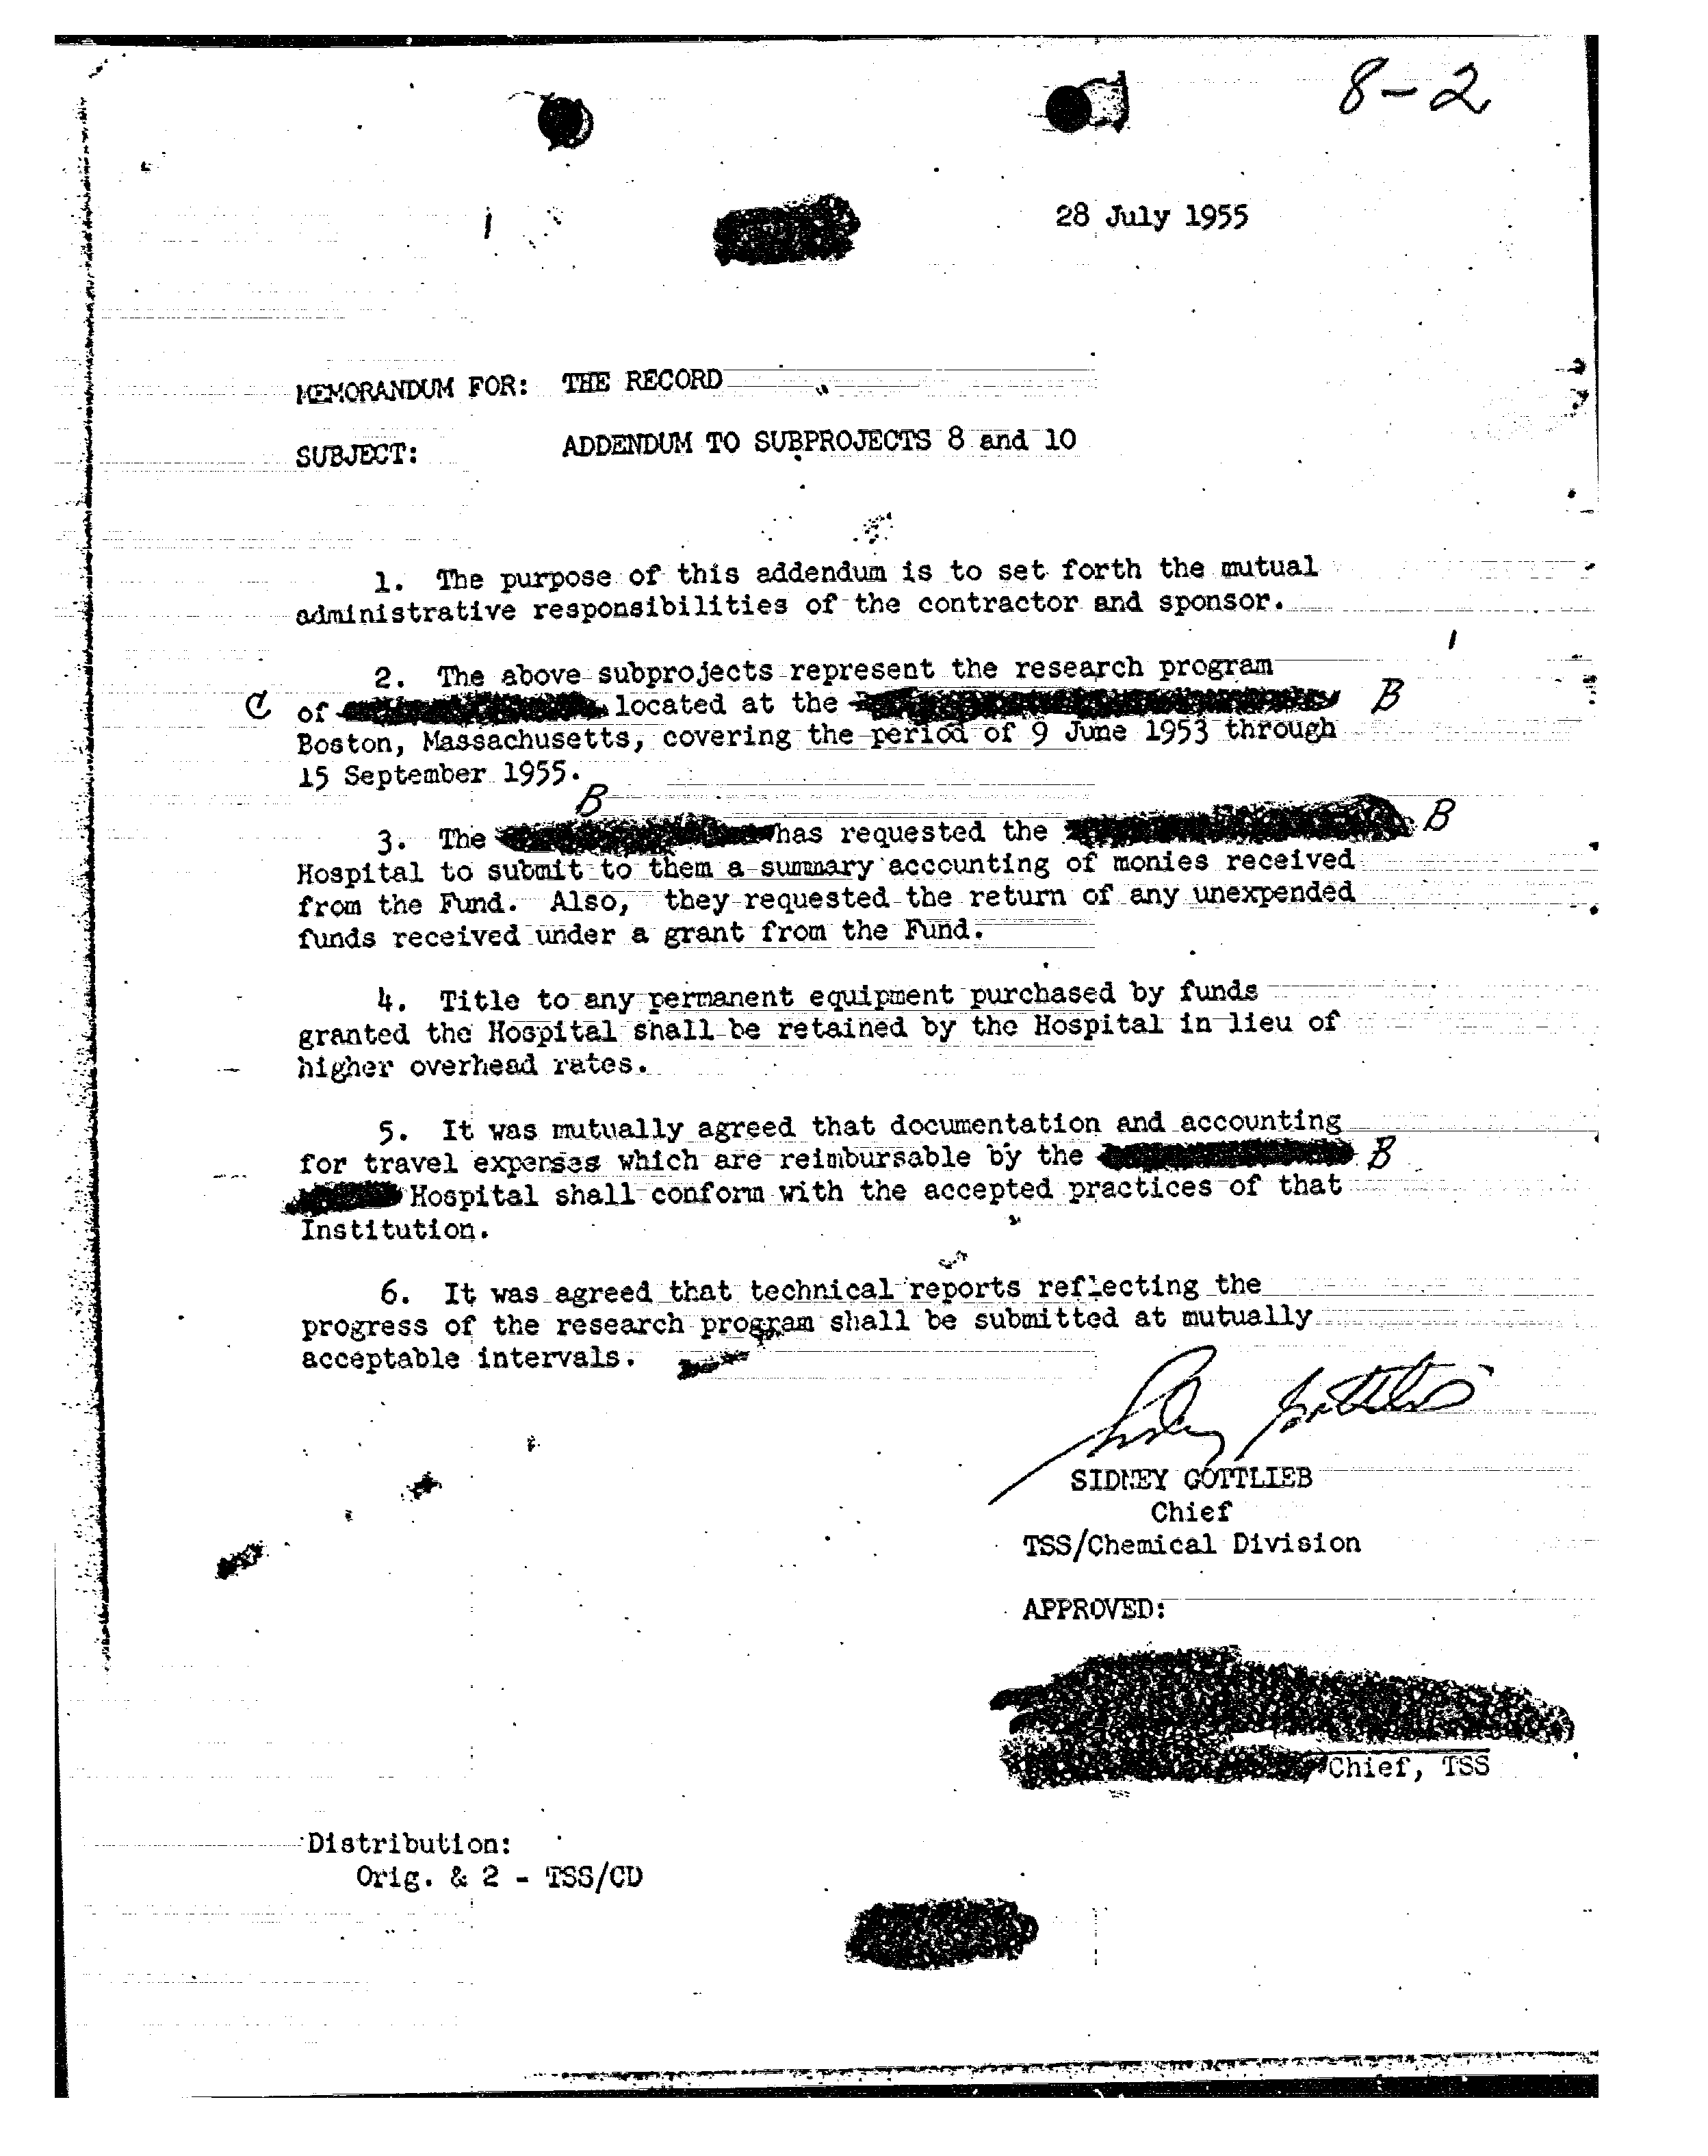 8-2
28 July 1955
MEMORANDUM FOR: THE RECORD
SUBJECT: ADDENDUM TO SUBPROJECTS 8 and 10
1. The purpose of this addendum is to set forth the mutual
administrative responsibilities of the contractor and sponsor.
2. The above subprojects represent the research program
C of located at the B
Boston, Massachusetts, covering the period of 9 June 1953 through
15 September 1955.
B
3. The has requested the B
Hospital to submit to them a summary accounting of monies received
from the Fund. Also, they requested the return of any unexpended
funds received under a grant from the Fund.
4. Title to any permanent equipment purchased by funds
granted the Hospital shall be retained by the Hospital in lieu of
higher overhead rates.
5. It was mutually agreed that documentation and accounting
for travel expenses which are reimbursable by the B
Hospital shall conform with the accepted practices of that
Institution.
6. It was agreed that technical reports reflecting the
progress of the research program shall be submitted at mutually
acceptable intervals.
Sidney Gottlieb
SIDNEY GOTTLIEB
Chief
TSS/Chemical Division
APPROVED:
Chief, TSS
Distribution:
Orig. & 2 - TSS/CD